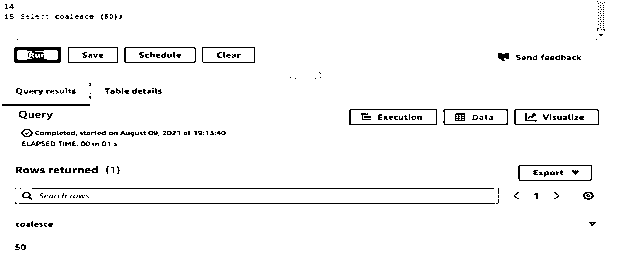 14
15 Select coalesce (50);
Run Save Schedule Clear
Send feedback
Query results Table details
Query
Execution Data Visualize
Completed, started on August 09, 2021 at 19:13:40
ELAPSED TIME: 00 m 01 s
Rows returned (1)
Export
Search rows
< 1 >
coalesce
50